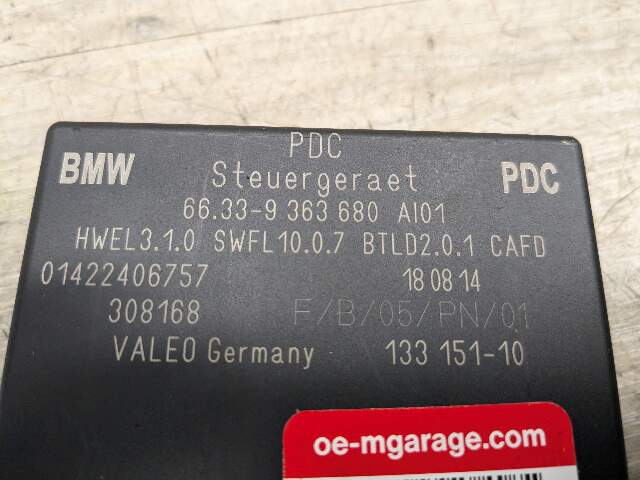 PDC
BMW Steuergeraet PDC
66.33-9 363 680 AI01
HWEL3.1.0 SWFL10.0.7 BTLD2.0.1 CAFD
01422406757 18 08 14
308168 F/B/05/PN/01
VALEO Germany 133 151-10
oe-mgarage.com